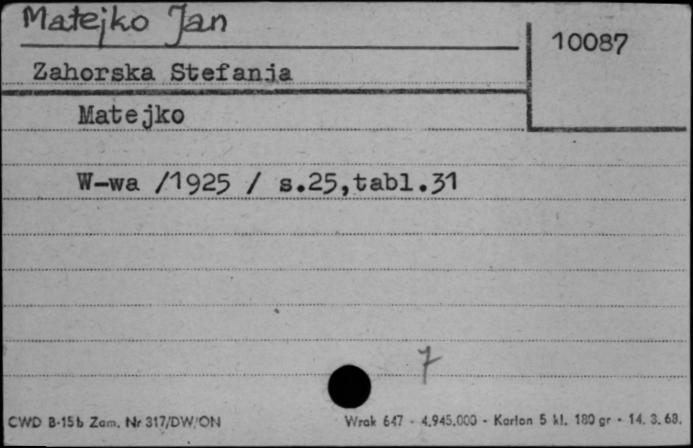 Matejko Jan
10087
Zahorska Stefania
Matejko
W-wa /1925 / s.25,tabl.31
7
CWD B-15b Zam. Nr 317/DW/ON
Wrak 647 - 4.945.000 - Karton 5 kl. 180 gr - 14. 3. 68.